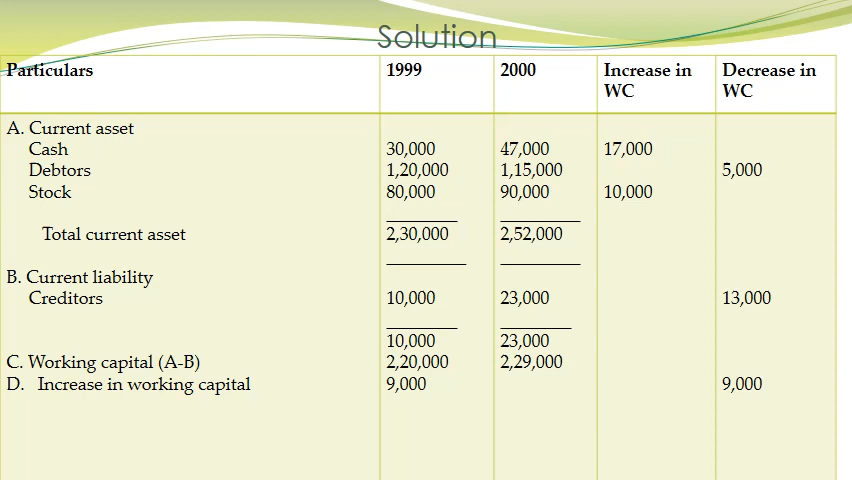 Solution
Particulars 1999 2000 Increase in WC Decrease in WC
A. Current asset
Cash 30,000 47,000 17,000
Debtors 1,20,000 1,15,000 5,000
Stock 80,000 90,000 10,000
Total current asset 2,30,000 2,52,000
B. Current liability
Creditors 10,000 23,000 13,000
10,000 23,000
C. Working capital (A-B) 2,20,000 2,29,000
D. Increase in working capital 9,000 9,000